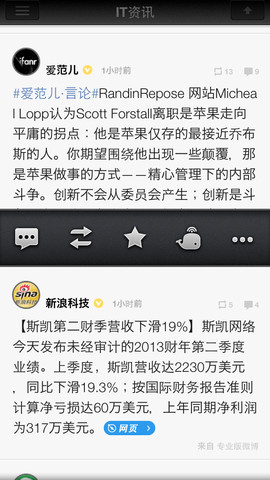 IT资讯
ifanr
爱范儿 1小时前 13 9
#爱范儿·言论#RandinRepose 网站Michea
l Lopp认为Scott Forstall离职是苹果走向
平庸的拐点：他是苹果仅存的最接近乔布
斯的人。你期望围绕他出现一些颠覆，那
是苹果做事的方式——精心管理下的内部
斗争。创新不会从委员会产生；创新是斗
sina
新浪科技
新浪科技 1小时前 5 4
【斯凯第二财季营收下滑19%】斯凯网络
今天发布未经审计的2013财年第二季度
业绩。上季度，斯凯营收达2230万美元
，同比下滑19.3%；按国际财务报告准则
计算净亏损达60万美元，上年同期净利润
为317万美元。 网页
来自 专业版微博